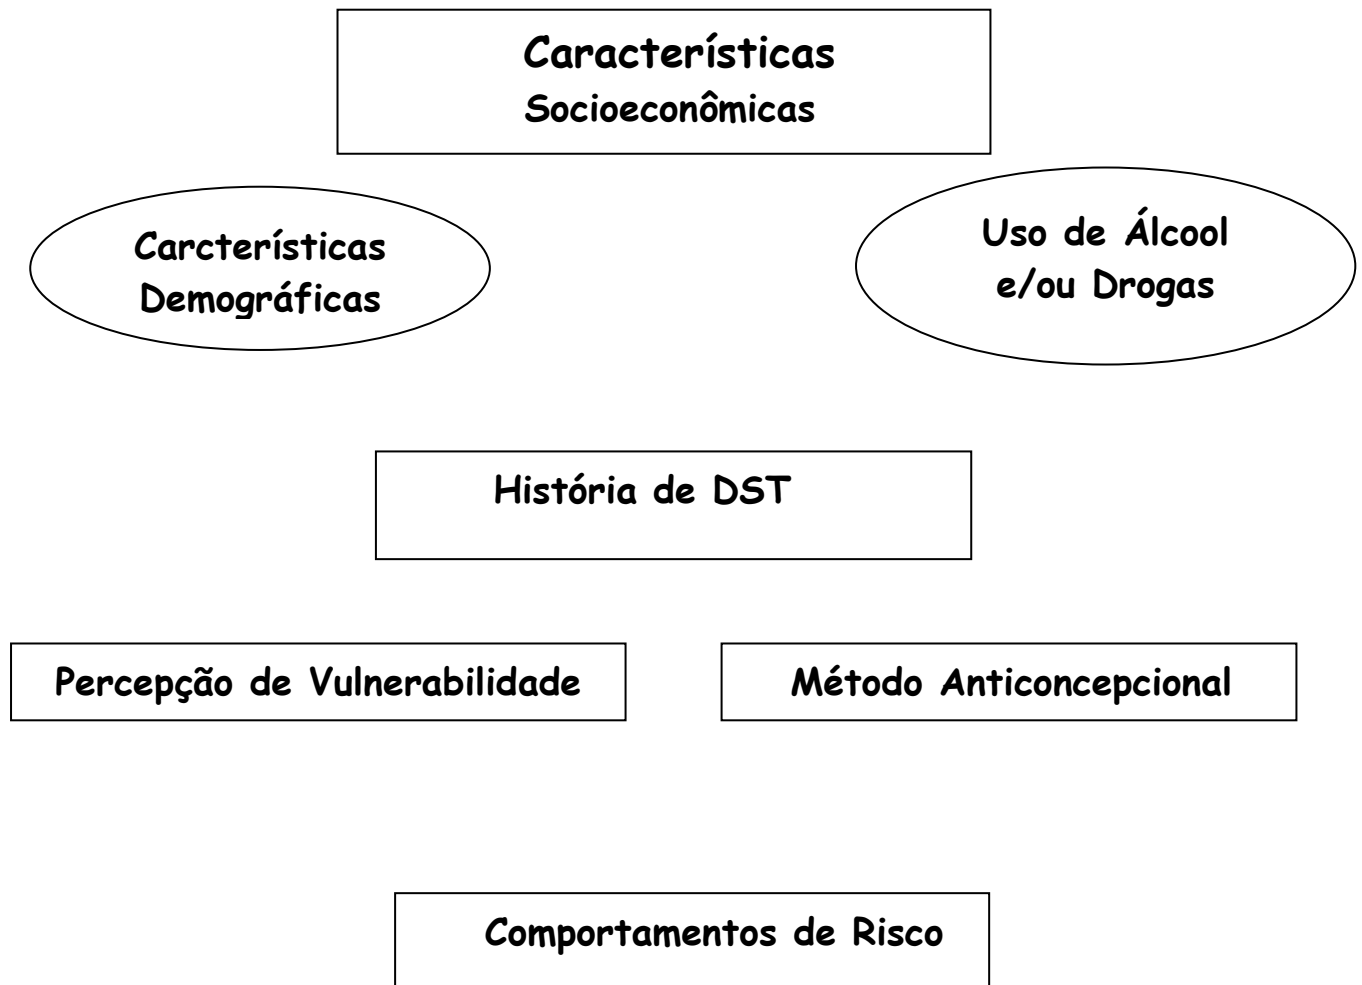 Características
Socioeconômicas
Carcterísticas
Demográficas
Uso de Álcool
e/ou Drogas
História de DST
Percepção de Vulnerabilidade
Método Anticoncepcional
Comportamentos de Risco